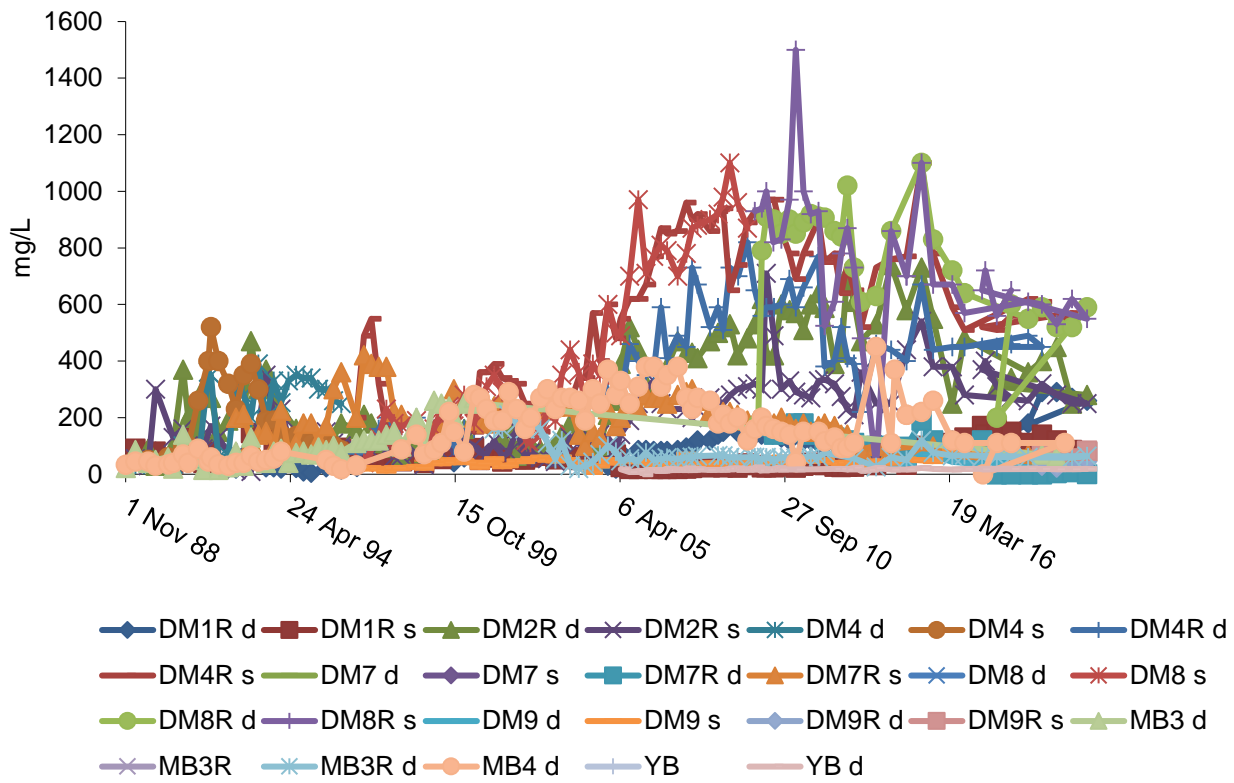 1600
1400
1200
1000
800
600
400
200
0
mg/L
1 Nov 88
24 Apr 94
15 Oct 99
6 Apr 05
27 Sep 10
19 Mar 16
DM1R d DM1R s DM2R d DM2R s DM4 d DM4 s DM4R d
DM4R s DM7 d DM7 s DM7R d DM7R s DM8 d DM8 s
DM8R d DM8R s DM9 d DM9 s DM9R d DM9R s MB3 d
MB3R MB3R d MB4 d YB YB d